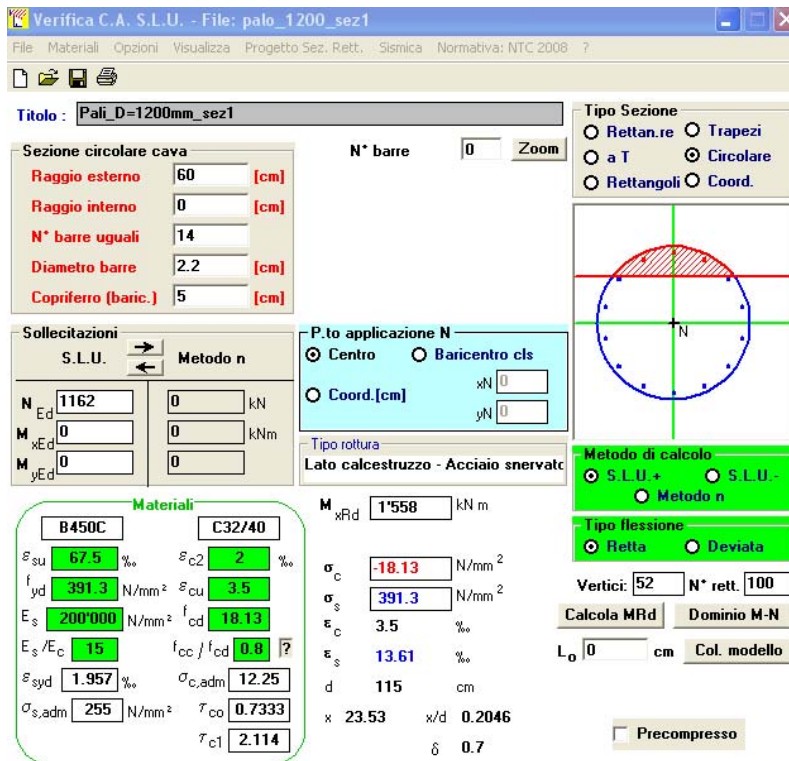 Verifica C.A. S.L.U. - File: palo_1200_sez1
File Materiali Opzioni Visualizza Progetto Sez. Rett. Sismica Normativa: NTC 2008 ?
Titolo : Pali_D=1200mm_sez1
Sezione circolare cava
Raggio esterno 60 [cm]
Raggio interno 0 [cm]
N° barre uguali 14
Diametro barre 2.2 [cm]
Copriferro (baric.) 5 [cm]
N° barre 0 Zoom
Tipo Sezione
Rettan.re Trapezi
a T Circolare
Rettangoli Coord.
N
Sollecitazioni
S.L.U. Metodo n
N Ed 1162 0 kN
M xEd 0 0 kNm
M yEd 0 0
P.to applicazione N
Centro Baricentro cls
Coord.[cm] xN 0
yN 0
Tipo rottura
Lato calcestruzzo - Acciaio snervato
Metodo di calcolo
S.L.U.+ S.L.U.-
Metodo n
Tipo flessione
Retta Deviata
Materiali
B450C C32/40
εsu 67.5 ‰ εc2 2 ‰
fyd 391.3 N/mm² εcu 3.5
Es 200'000 N/mm² fcd 18.13
Es/Ec 15 fcc / fcd 0.8 ?
εsyd 1.957 ‰ σc,adm 12.25
σs,adm 255 N/mm² τco 0.7333
τc1 2.114
M xRd 1'558 kN m
σc -18.13 N/mm²
σs 391.3 N/mm²
εc 3.5 ‰
εs 13.61 ‰
d 115 cm
x 23.53 x/d 0.2046
δ 0.7
Vertici: 52 N° rett. 100
Calcola MRd Dominio M-N
Lo 0 cm Col. modello
Precompresso